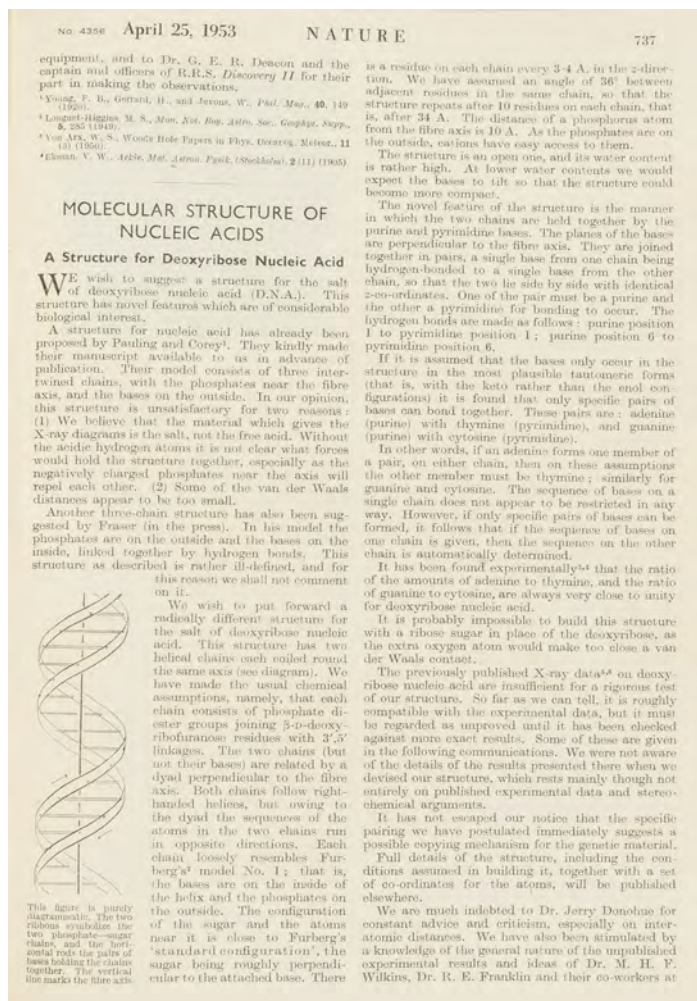 No. 4356 April 25, 1953 NATURE 737
equipment, and to Dr. G. E. R. Deacon and the
captain and officers of R.R.S. Discovery II for their
part in making the observations.
¹ Young, F. B., Gerrard, H., and Jevons, W., Phil. Mag., 40, 149
(1920).
² Longuet-Higgins, M. S., Mon. Not. Roy. Astro. Soc., Geophys. Supp.,
5, 285 (1949).
³ Von Arx, W. S., Woods Hole Papers in Phys. Oceanog. Meteor., 11
(3) (1950).
⁴ Ekman, V. W., Arkiv. Mat. Astron. Fysik. (Stockholm), 2 (11) (1905).
MOLECULAR STRUCTURE OF
NUCLEIC ACIDS
A Structure for Deoxyribose Nucleic Acid
WE wish to suggest a structure for the salt
of deoxyribose nucleic acid (D.N.A.). This
structure has novel features which are of considerable
biological interest.
A structure for nucleic acid has already been
proposed by Pauling and Corey¹. They kindly made
their manuscript available to us in advance of
publication. Their model consists of three inter-
twined chains, with the phosphates near the fibre
axis, and the bases on the outside. In our opinion,
this structure is unsatisfactory for two reasons :
(1) We believe that the material which gives the
X-ray diagrams is the salt, not the free acid. Without
the acidic hydrogen atoms it is not clear what forces
would hold the structure together, especially as the
negatively charged phosphates near the axis will
repel each other. (2) Some of the van der Waals
distances appear to be too small.
Another three-chain structure has also been sug-
gested by Fraser (in the press). In his model the
phosphates are on the outside and the bases on the
inside, linked together by hydrogen bonds. This
structure as described is rather ill-defined, and for
this reason we shall not comment
on it.
We wish to put forward a
radically different structure for
the salt of deoxyribose nucleic
acid. This structure has two
helical chains each coiled round
the same axis (see diagram). We
have made the usual chemical
assumptions, namely, that each
chain consists of phosphate di-
ester groups joining β-D-deoxy-
ribofuranose residues with 3',5'
linkages. The two chains (but
not their bases) are related by a
dyad perpendicular to the fibre
axis. Both chains follow right-
handed helices, but owing to
the dyad the sequences of the
atoms in the two chains run
in opposite directions. Each
chain loosely resembles Fur-
berg's² model No. 1 ; that is,
the bases are on the inside of
the helix and the phosphates on
the outside. The configuration
of the sugar and the atoms
near it is close to Furberg's
'standard configuration', the
sugar being roughly perpendi-
cular to the attached base. There
This figure is purely
diagrammatic. The two
ribbons symbolize the
two phosphate—sugar
chains, and the hori-
zontal rods the pairs of
bases holding the chains
together. The vertical
line marks the fibre axis
is a residue on each chain every 3·4 A. in the z-direc-
tion. We have assumed an angle of 36° between
adjacent residues in the same chain, so that the
structure repeats after 10 residues on each chain, that
is, after 34 A. The distance of a phosphorus atom
from the fibre axis is 10 A. As the phosphates are on
the outside, cations have easy access to them.
The structure is an open one, and its water content
is rather high. At lower water contents we would
expect the bases to tilt so that the structure could
become more compact.
The novel feature of the structure is the manner
in which the two chains are held together by the
purine and pyrimidine bases. The planes of the bases
are perpendicular to the fibre axis. They are joined
together in pairs, a single base from one chain being
hydrogen-bonded to a single base from the other
chain, so that the two lie side by side with identical
z-co-ordinates. One of the pair must be a purine and
the other a pyrimidine for bonding to occur. The
hydrogen bonds are made as follows : purine position
1 to pyrimidine position 1 ; purine position 6 to
pyrimidine position 6.
If it is assumed that the bases only occur in the
structure in the most plausible tautomeric forms
(that is, with the keto rather than the enol con-
figurations) it is found that only specific pairs of
bases can bond together. These pairs are : adenine
(purine) with thymine (pyrimidine), and guanine
(purine) with cytosine (pyrimidine).
In other words, if an adenine forms one member of
a pair, on either chain, then on these assumptions
the other member must be thymine ; similarly for
guanine and cytosine. The sequence of bases on a
single chain does not appear to be restricted in any
way. However, if only specific pairs of bases can be
formed, it follows that if the sequence of bases on
one chain is given, then the sequence on the other
chain is automatically determined.
It has been found experimentally³,⁴ that the ratio
of the amounts of adenine to thymine, and the ratio
of guanine to cytosine, are always very close to unity
for deoxyribose nucleic acid.
It is probably impossible to build this structure
with a ribose sugar in place of the deoxyribose, as
the extra oxygen atom would make too close a van
der Waals contact.
The previously published X-ray data⁵,⁶ on deoxy-
ribose nucleic acid are insufficient for a rigorous test
of our structure. So far as we can tell, it is roughly
compatible with the experimental data, but it must
be regarded as unproved until it has been checked
against more exact results. Some of these are given
in the following communications. We were not aware
of the details of the results presented there when we
devised our structure, which rests mainly though not
entirely on published experimental data and stereo-
chemical arguments.
It has not escaped our notice that the specific
pairing we have postulated immediately suggests a
possible copying mechanism for the genetic material.
Full details of the structure, including the con-
ditions assumed in building it, together with a set
of co-ordinates for the atoms, will be published
elsewhere.
We are much indebted to Dr. Jerry Donohue for
constant advice and criticism, especially on inter-
atomic distances. We have also been stimulated by
a knowledge of the general nature of the unpublished
experimental results and ideas of Dr. M. H. F.
Wilkins, Dr. R. E. Franklin and their co-workers at